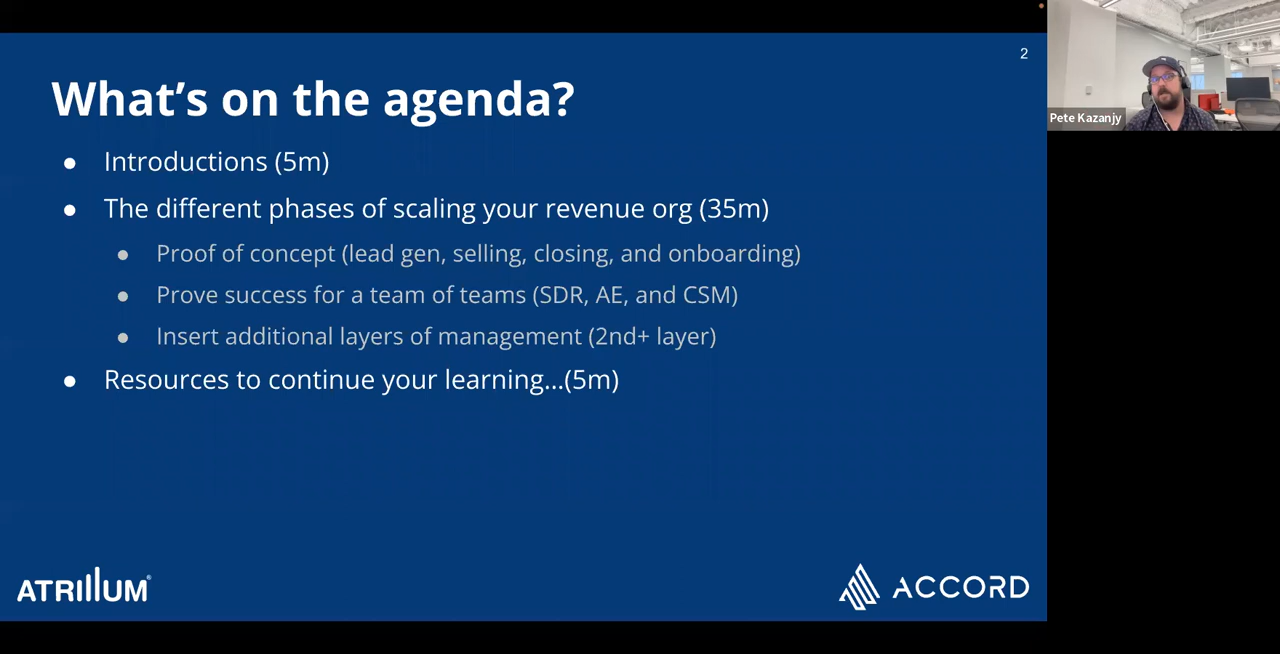 2
What's on the agenda?
● Introductions (5m)
● The different phases of scaling your revenue org (35m)
● Proof of concept (lead gen, selling, closing, and onboarding)
● Prove success for a team of teams (SDR, AE, and CSM)
● Insert additional layers of management (2nd+ layer)
● Resources to continue your learning...(5m)
ATRIUM®
ACCORD
Pete Kazanjy